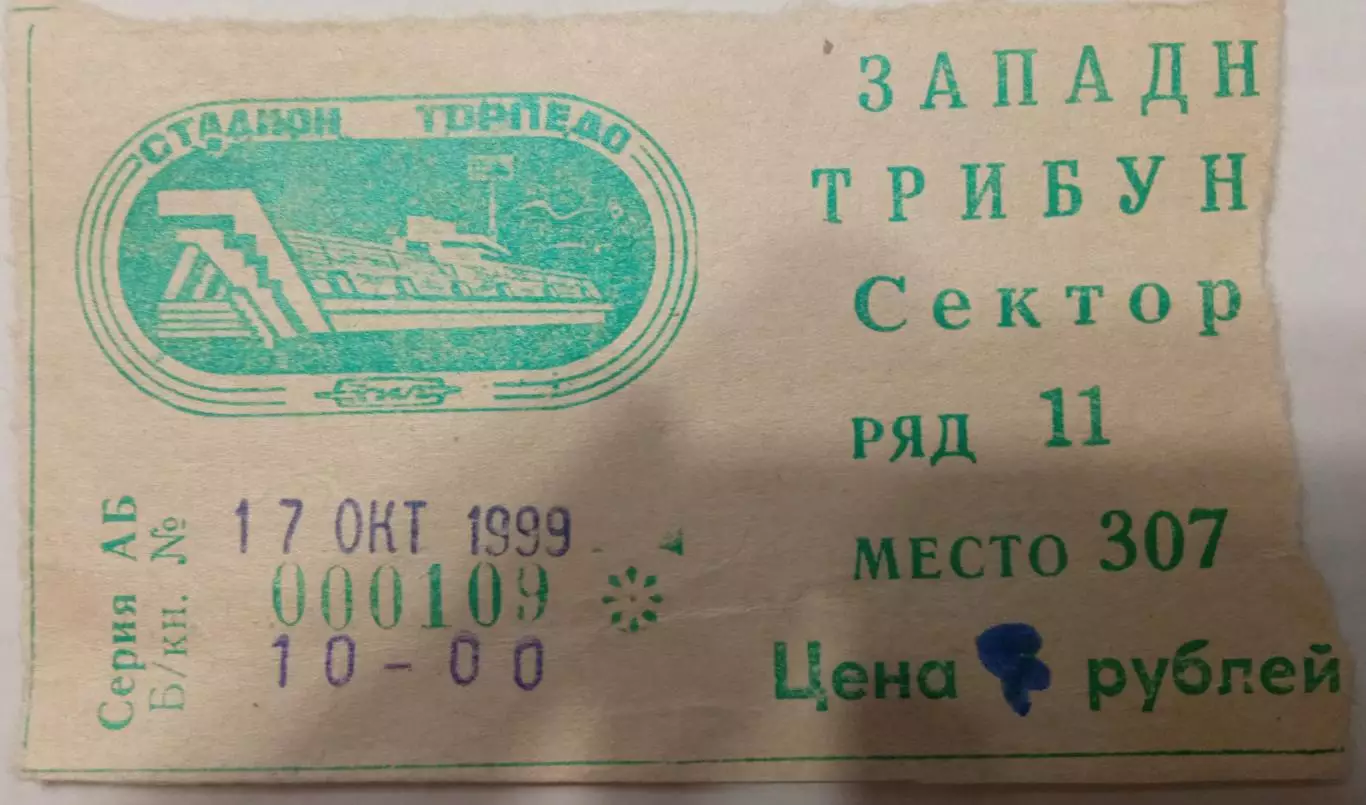 СТАДИОН ТОРПЕДО
ЗИЛ
Серия АБ
Б/кн. №
17 ОКТ 1999
000109
10-00
ЗАПАДН
ТРИБУН
Сектор
РЯД 11
МЕСТО 307
Цена рублей